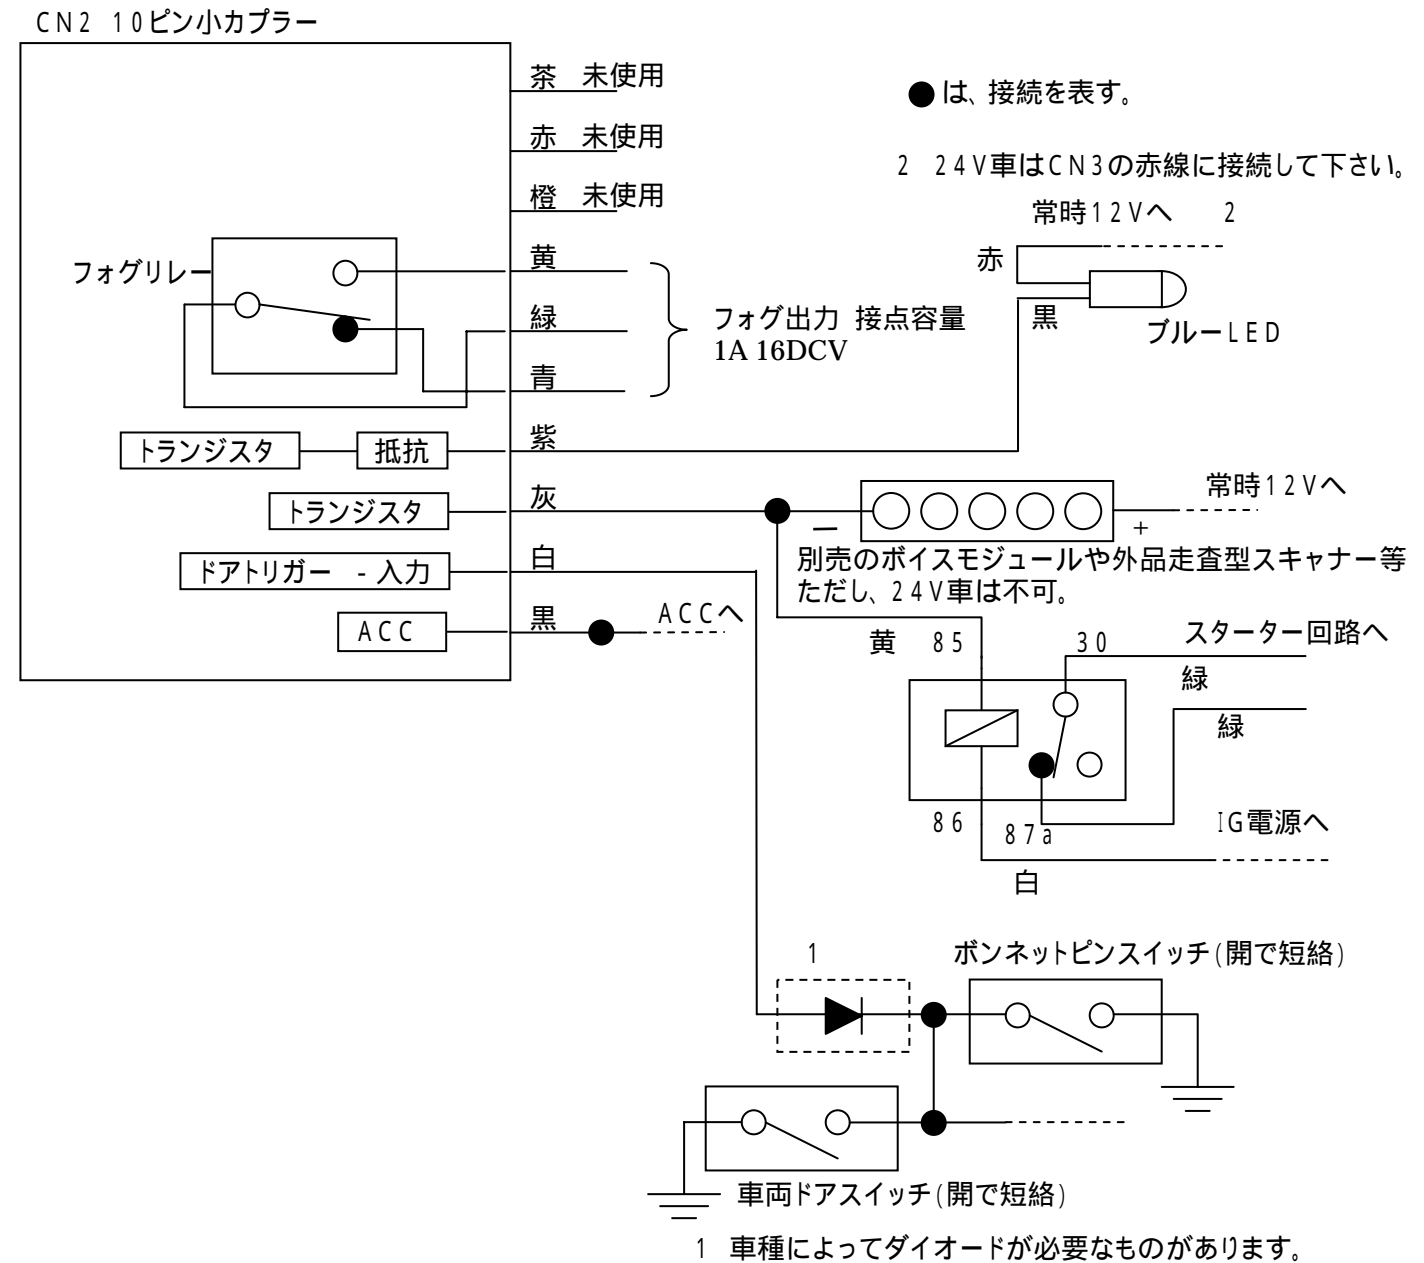 CN2 10ピン小カプラー
茶 未使用
●は、接続を表す。
赤 未使用
2 24V車はCN3の赤線に接続して下さい。
橙 未使用
常時12Vへ 2
黄
赤
フォグリレー
緑
フォグ出力 接点容量
1A 16DCV
黒
ブルーLED
青
紫
トランジスタ
抵抗
灰
トランジスタ
常時12Vへ
－
+
白
ドアトリガー -入力
別売のボイスモジュールや外品走査型スキャナー等
ただし、24V車は不可。
黒
ACCへ
ACC
黄 85
30
スターター回路へ
緑
緑
86
87a
IG電源へ
白
1
ボンネットピンスイッチ(開で短絡)
車両ドアスイッチ(開で短絡)
1 車種によってダイオードが必要なものがあります。